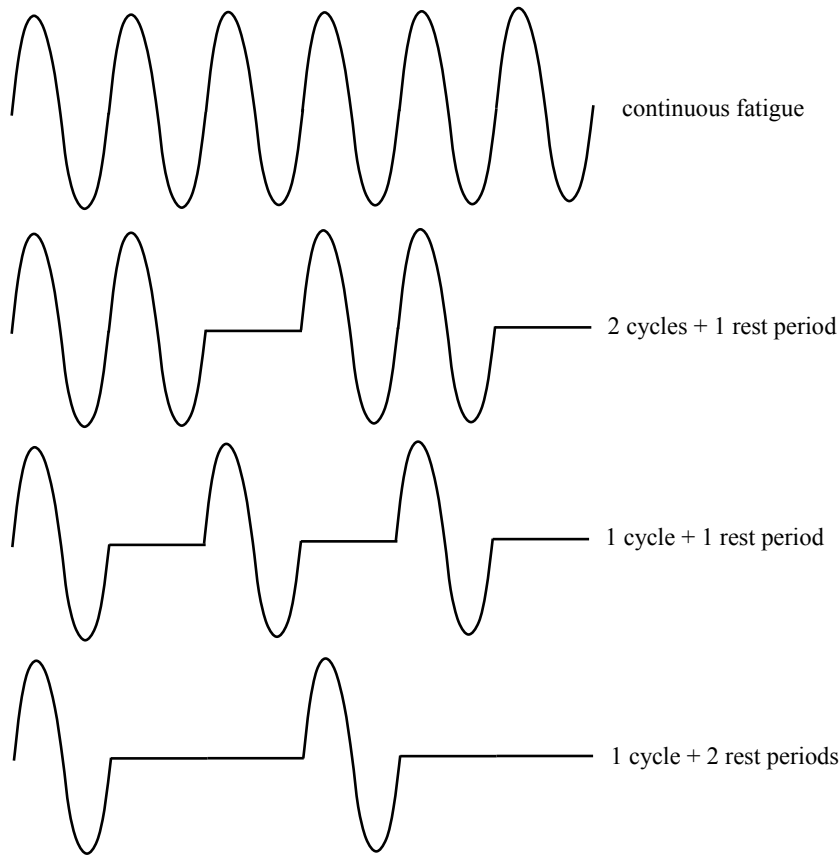 continuous fatigue
2 cycles + 1 rest period
1 cycle + 1 rest period
1 cycle + 2 rest periods